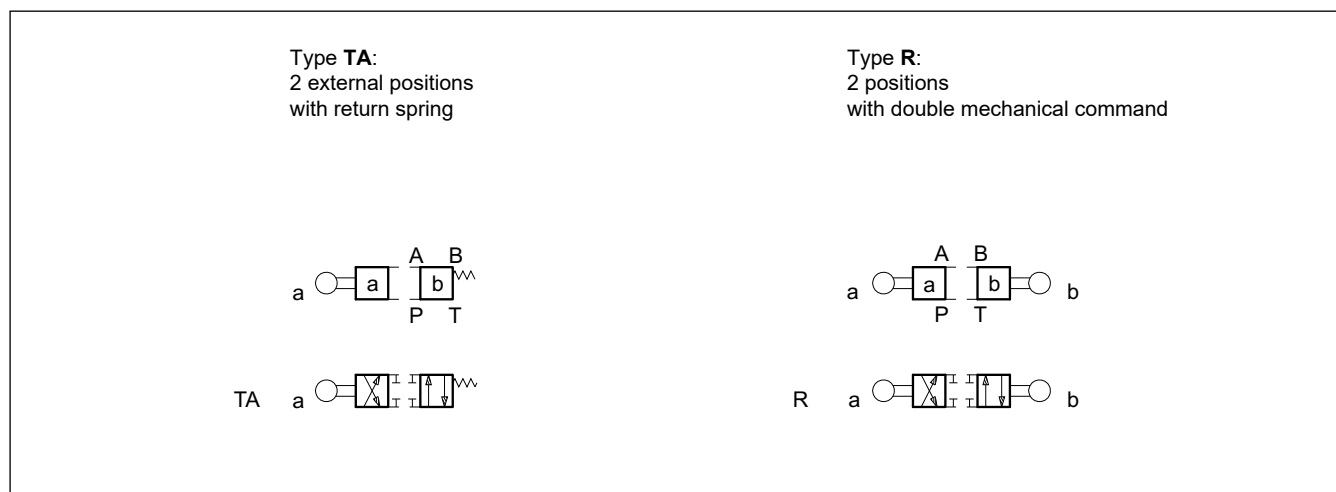 Type TA:
2 external positions
with return spring
Type R:
2 positions
with double mechanical command
A B
a a b
P T
A B
a a b b
P T
TA a
R a b